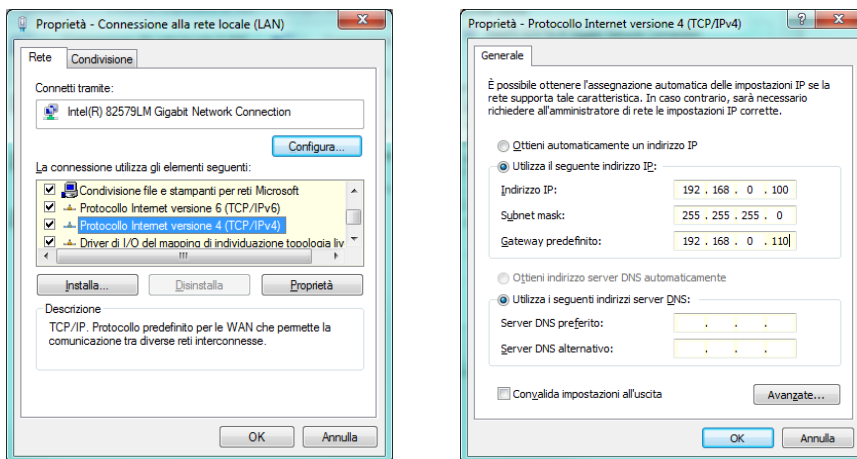 Proprietà - Connessione alla rete locale (LAN)
Rete
Condivisione
Connetti tramite:
Intel(R) 82579LM Gigabit Network Connection
Configura...
La connessione utilizza gli elementi seguenti:
Condivisione file e stampanti per reti Microsoft
Protocollo Internet versione 6 (TCP/IPv6)
Protocollo Internet versione 4 (TCP/IPv4)
Driver di I/O del mapping di individuazione topologia liv
Installa...
Disinstalla
Proprietà
Descrizione
TCP/IP. Protocollo predefinito per le WAN che permette la
comunicazione tra diverse reti interconnesse.
OK
Annulla
Proprietà - Protocollo Internet versione 4 (TCP/IPv4)
Generale
È possibile ottenere l'assegnazione automatica delle impostazioni IP se la
rete supporta tale caratteristica. In caso contrario, sarà necessario
richiedere all'amministratore di rete le impostazioni IP corrette.
Ottieni automaticamente un indirizzo IP
Utilizza il seguente indirizzo IP:
Indirizzo IP: 192 . 168 . 0 . 100
Subnet mask: 255 . 255 . 255 . 0
Gateway predefinito: 192 . 168 . 0 . 110
Ottieni indirizzo server DNS automaticamente
Utilizza i seguenti indirizzi server DNS:
Server DNS preferito: . . .
Server DNS alternativo: . . .
Convalida impostazioni all'uscita
Avanzate...
OK
Annulla